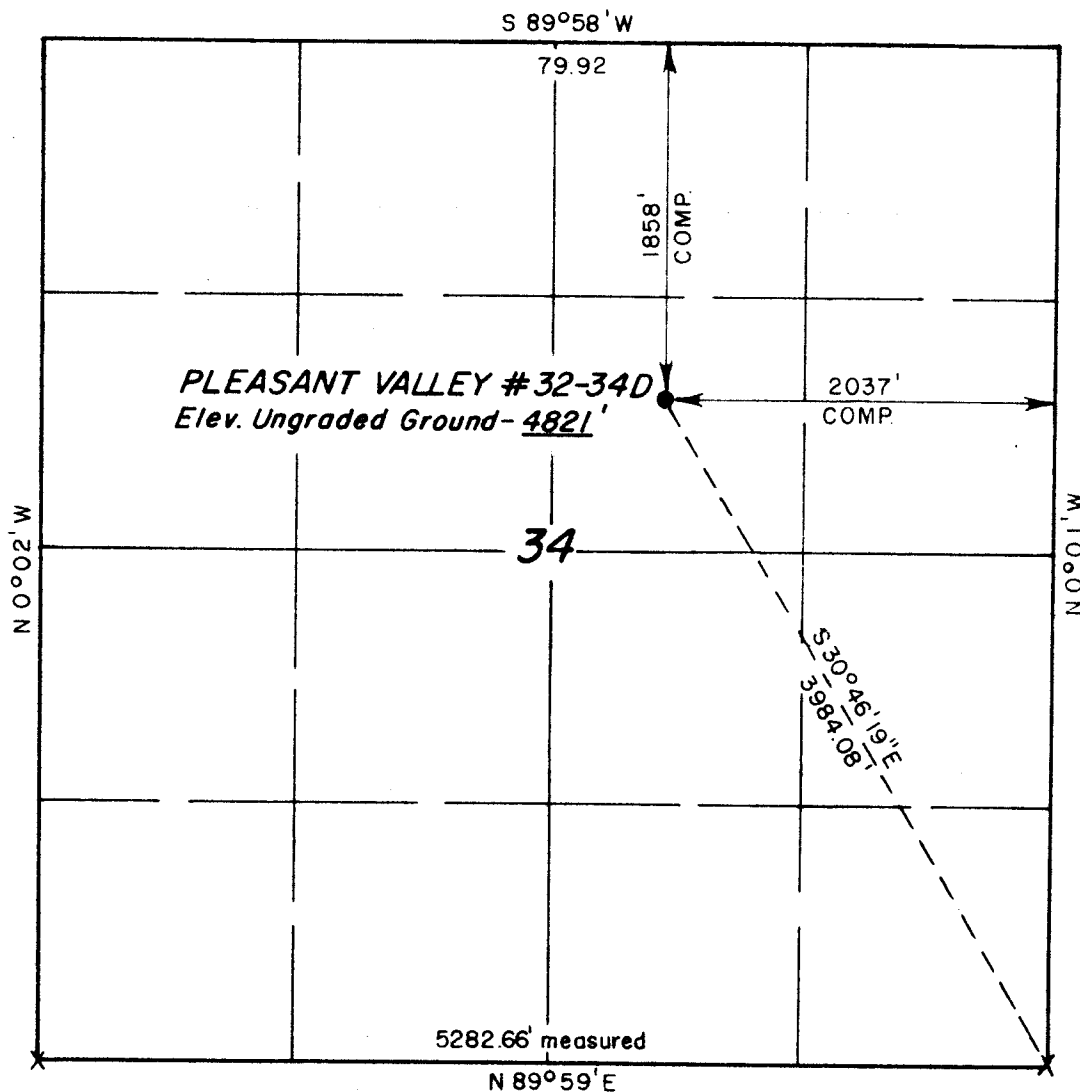 S 89°58' W
79.92
1858'
COMP.
PLEASANT VALLEY #32-34D
Elev. Ungraded Ground - 4821'
2037'
COMP.
N 0°02' W
34
N 0°01' W
S 30°46'19"E
3984.08'
5282.66' measured
N 89°59' E